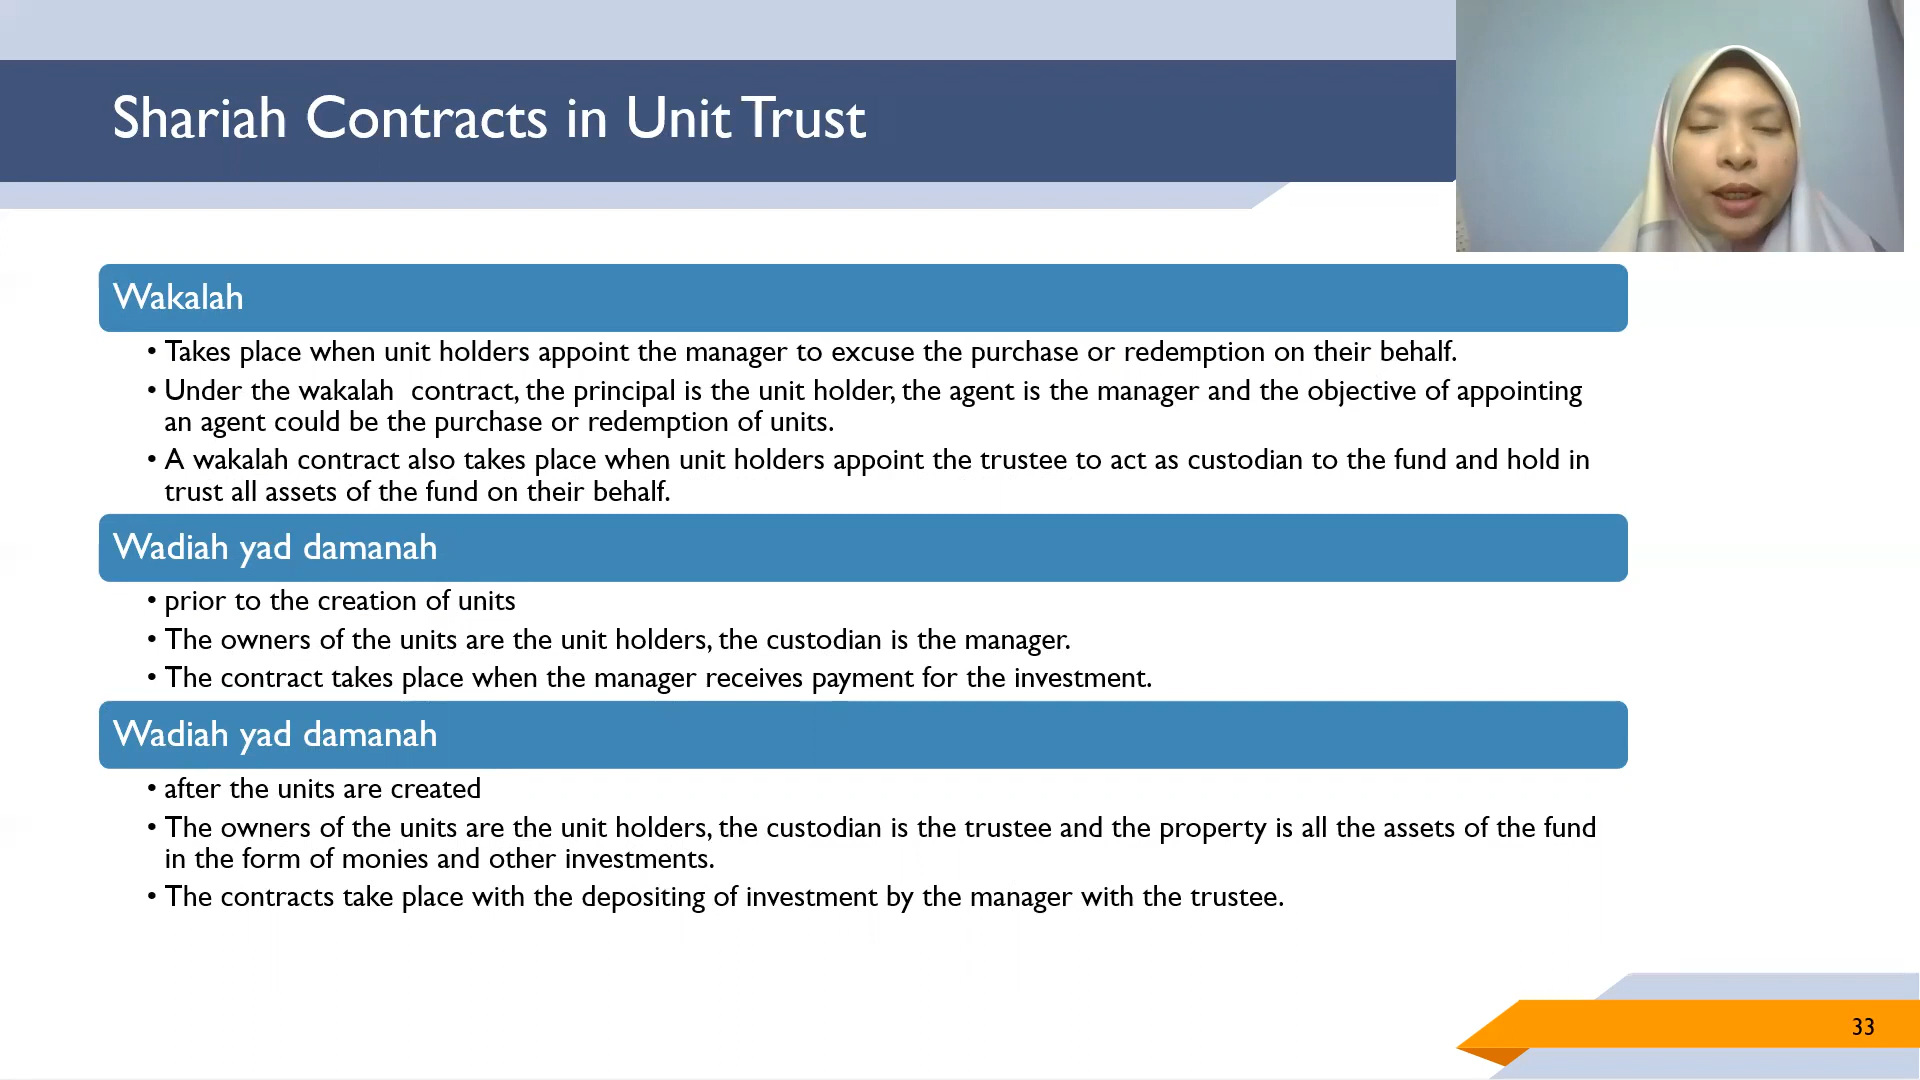 Shariah Contracts in Unit Trust
Wakalah
• Takes place when unit holders appoint the manager to excuse the purchase or redemption on their behalf.
• Under the wakalah contract, the principal is the unit holder, the agent is the manager and the objective of appointing
an agent could be the purchase or redemption of units.
• A wakalah contract also takes place when unit holders appoint the trustee to act as custodian to the fund and hold in
trust all assets of the fund on their behalf.
Wadiah yad damanah
• prior to the creation of units
• The owners of the units are the unit holders, the custodian is the manager.
• The contract takes place when the manager receives payment for the investment.
Wadiah yad damanah
• after the units are created
• The owners of the units are the unit holders, the custodian is the trustee and the property is all the assets of the fund
in the form of monies and other investments.
• The contracts take place with the depositing of investment by the manager with the trustee.
33